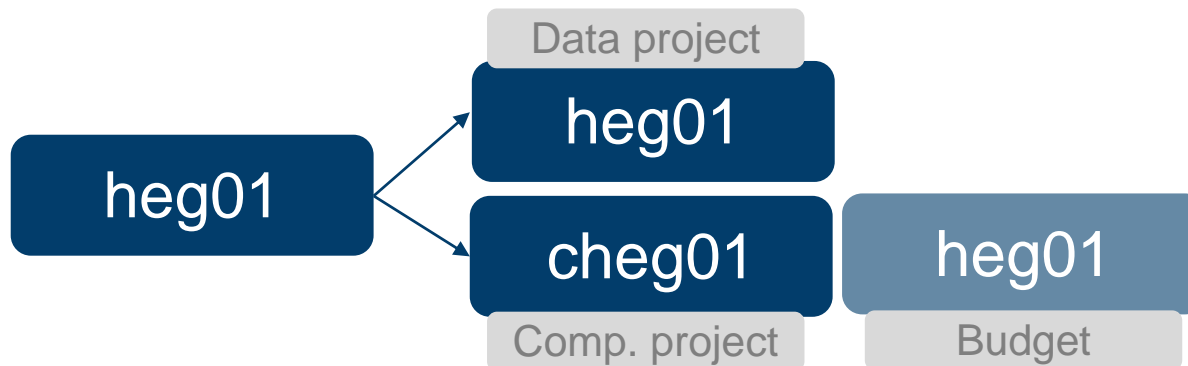 Data project
heg01
heg01
cheg01
heg01
Comp. project
Budget